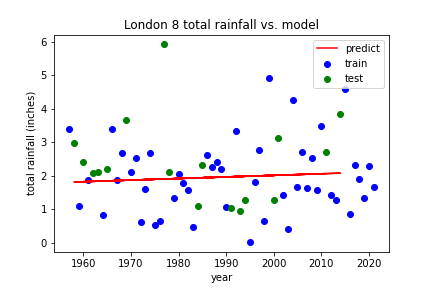 London 8 total rainfall vs. model
predict
train
test
total rainfall (inches)
6
5
4
3
2
1
0
1960 1970 1980 1990 2000 2010 2020
year